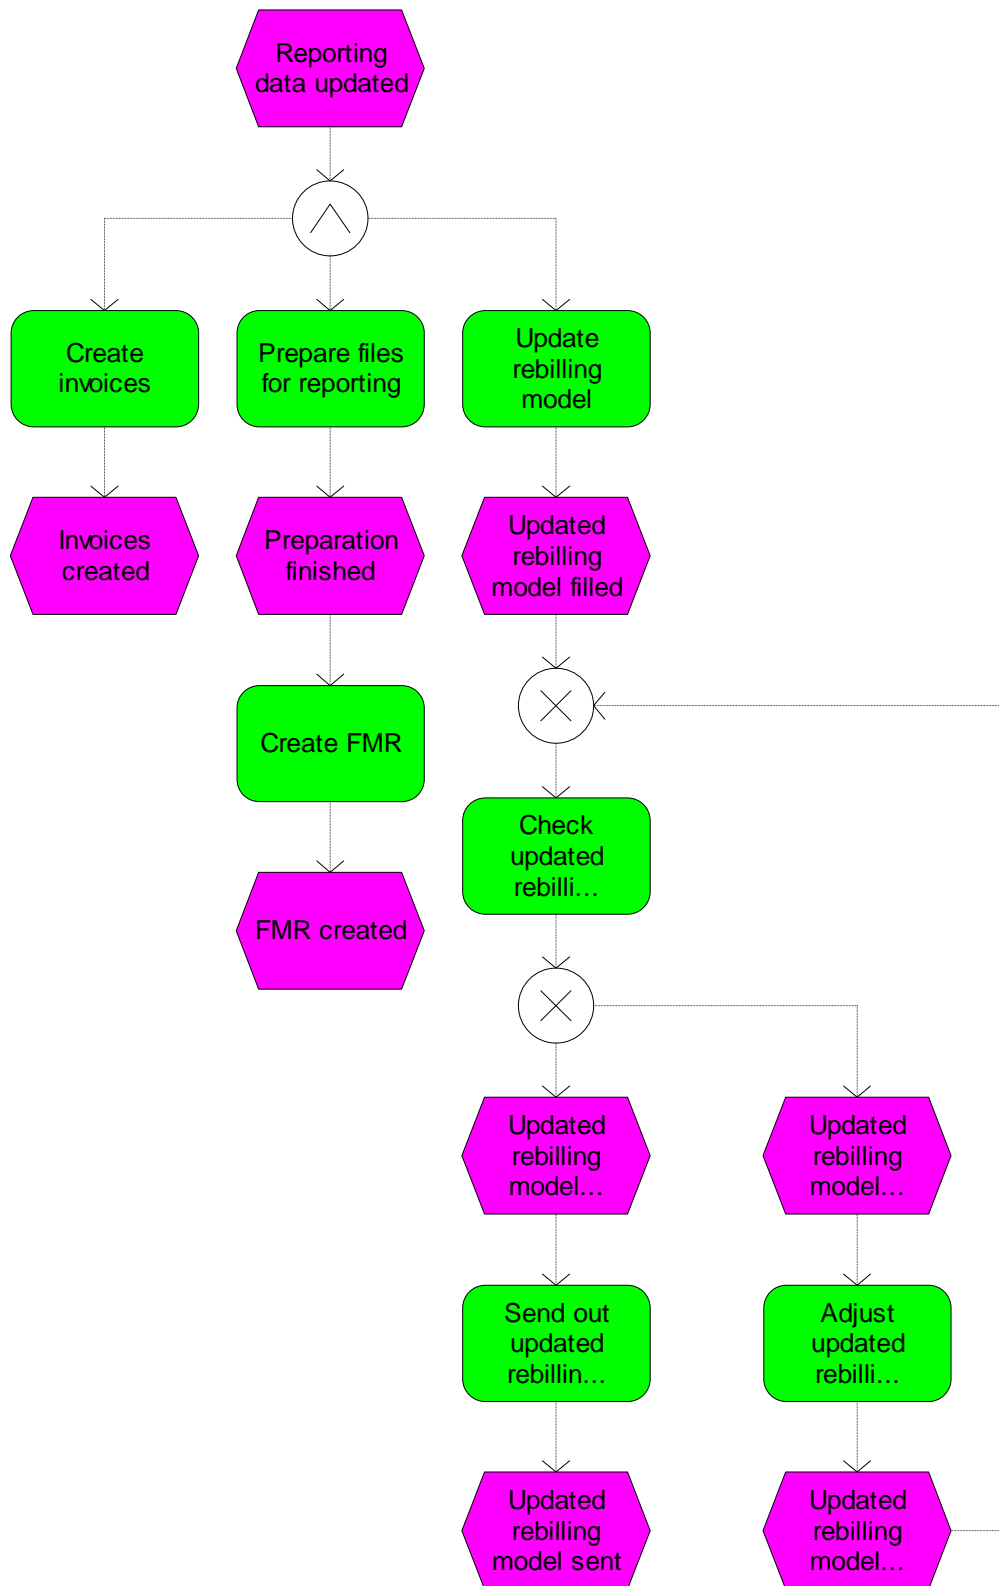 Reporting
data updated
Create
invoices
Prepare files
for reporting
Update
rebilling
model
Invoices
created
Preparation
finished
Updated
rebilling
model filled
Create FMR
Check
updated
rebilli...
FMR created
Updated
rebilling
model...
Updated
rebilling
model...
Send out
updated
rebillin...
Adjust
updated
rebilli...
Updated
rebilling
model sent
Updated
rebilling
model...